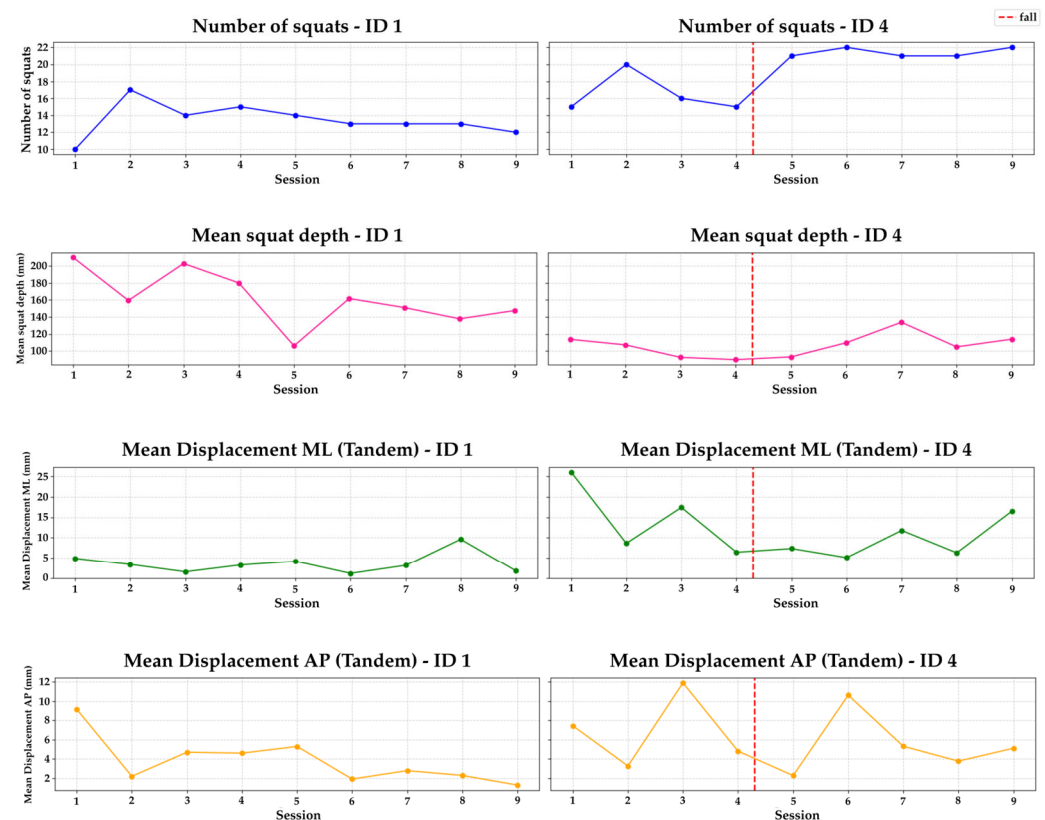 fall
Number of squats - ID 1
Number of squats - ID 4
Number of squats
22
20
18
16
14
12
10
1 2 3 4 5 6 7 8 9
1 2 3 4 5 6 7 8 9
Session
Session
Mean squat depth - ID 1
Mean squat depth - ID 4
Mean squat depth (mm)
200
180
160
140
120
100
1 2 3 4 5 6 7 8 9
1 2 3 4 5 6 7 8 9
Session
Session
Mean Displacement ML (Tandem) - ID 1
Mean Displacement ML (Tandem) - ID 4
Mean Displacement ML (mm)
25
20
15
10
5
0
1 2 3 4 5 6 7 8 9
1 2 3 4 5 6 7 8 9
Session
Session
Mean Displacement AP (Tandem) - ID 1
Mean Displacement AP (Tandem) - ID 4
Mean Displacement AP (mm)
12
10
8
6
4
2
1 2 3 4 5 6 7 8 9
1 2 3 4 5 6 7 8 9
Session
Session